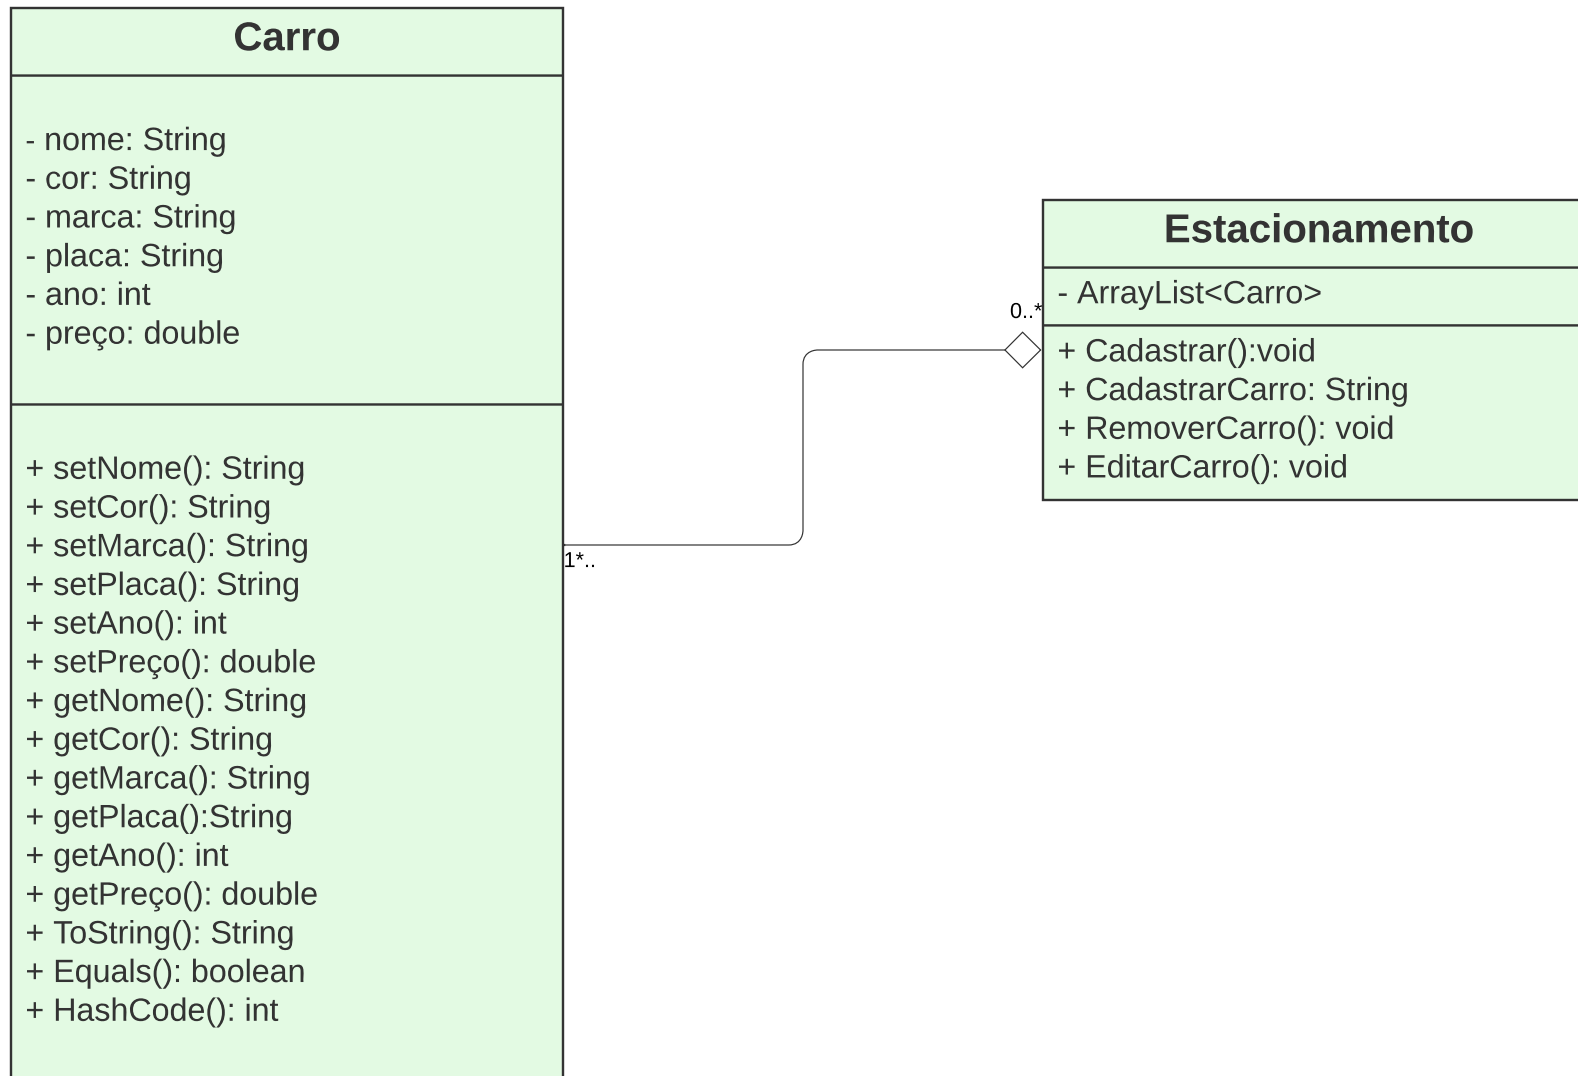 Carro
- nome: String
- cor: String
- marca: String
- placa: String
- ano: int
- preço: double
+ setNome(): String
+ setCor(): String
+ setMarca(): String
+ setPlaca(): String
+ setAno(): int
+ setPreço(): double
+ getNome(): String
+ getCor(): String
+ getMarca(): String
+ getPlaca():String
+ getAno(): int
+ getPreço(): double
+ ToString(): String
+ Equals(): boolean
+ HashCode(): int
1*..
0..*
Estacionamento
- ArrayList<Carro>
+ Cadastrar():void
+ CadastrarCarro: String
+ RemoverCarro(): void
+ EditarCarro(): void